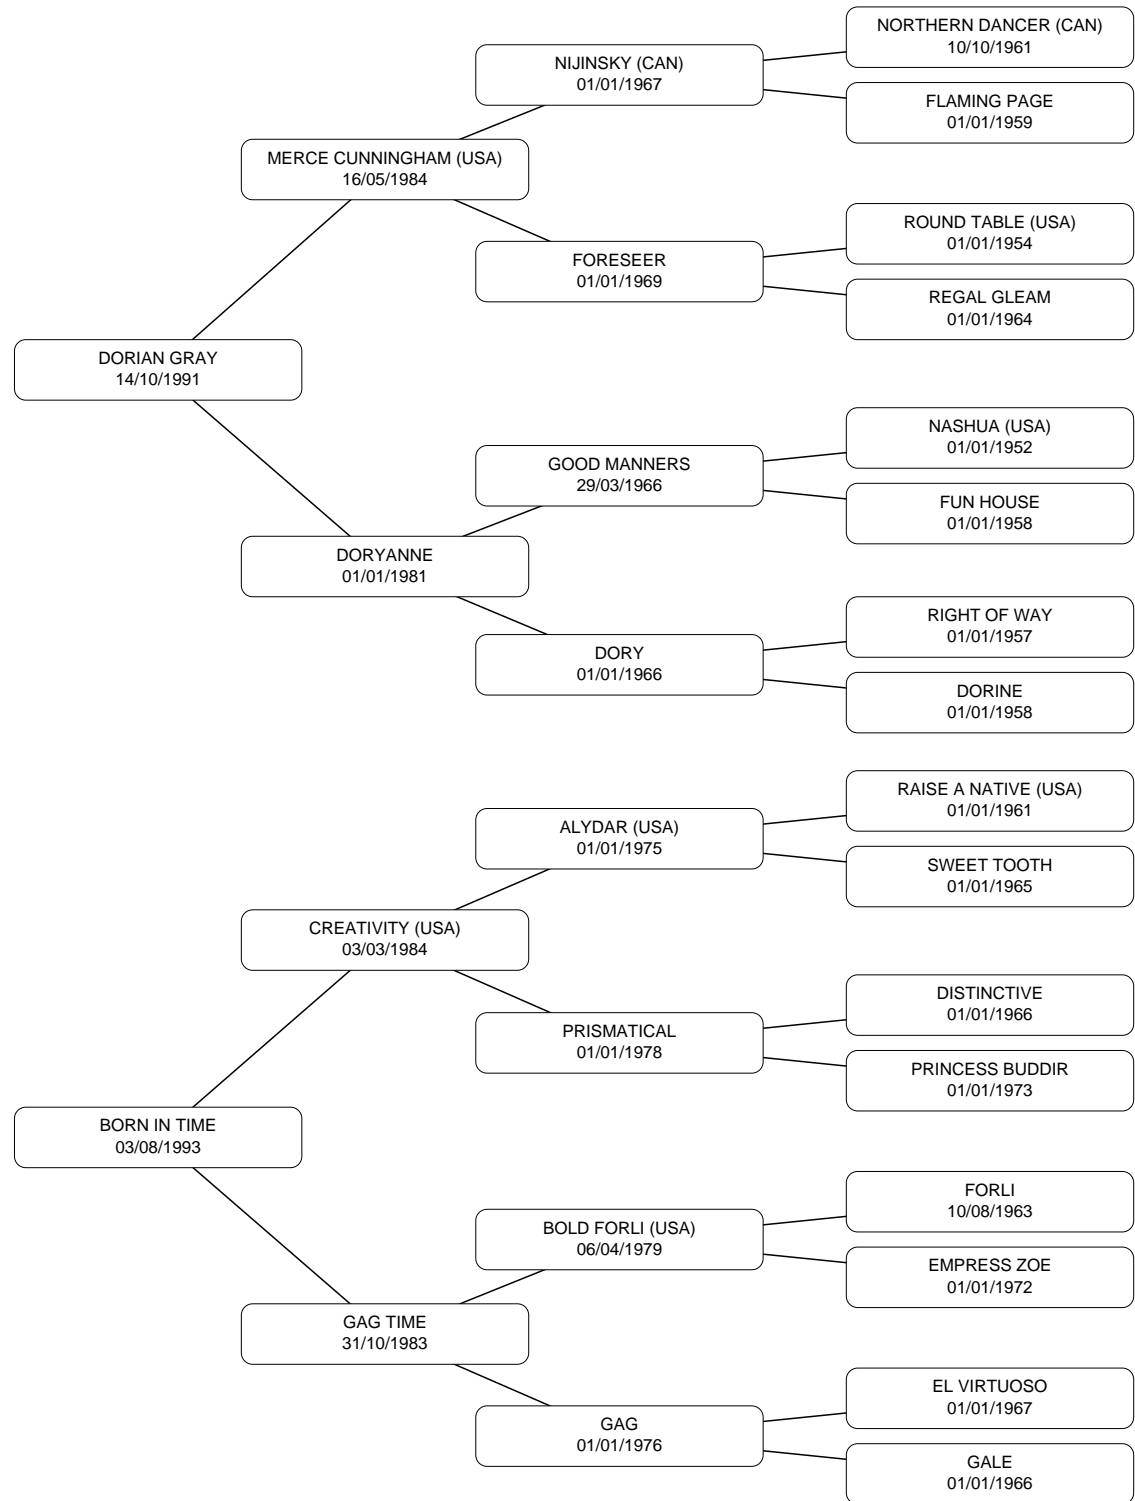 NORTHERN DANCER (CAN)
10/10/1961
NIJINSKY (CAN)
01/01/1967
FLAMING PAGE
01/01/1959
MERCE CUNNINGHAM (USA)
16/05/1984
ROUND TABLE (USA)
01/01/1954
FORESEER
01/01/1969
REGAL GLEAM
01/01/1964
DORIAN GRAY
14/10/1991
NASHUA (USA)
01/01/1952
GOOD MANNERS
29/03/1966
FUN HOUSE
01/01/1958
DORYANNE
01/01/1981
RIGHT OF WAY
01/01/1957
DORY
01/01/1966
DORINE
01/01/1958
RAISE A NATIVE (USA)
01/01/1961
ALYDAR (USA)
01/01/1975
SWEET TOOTH
01/01/1965
CREATIVITY (USA)
03/03/1984
DISTINCTIVE
01/01/1966
PRISMATICAL
01/01/1978
PRINCESS BUDDIR
01/01/1973
BORN IN TIME
03/08/1993
FORLI
10/08/1963
BOLD FORLI (USA)
06/04/1979
EMPRESS ZOE
01/01/1972
GAG TIME
31/10/1983
EL VIRTUOSO
01/01/1967
GAG
01/01/1976
GALE
01/01/1966